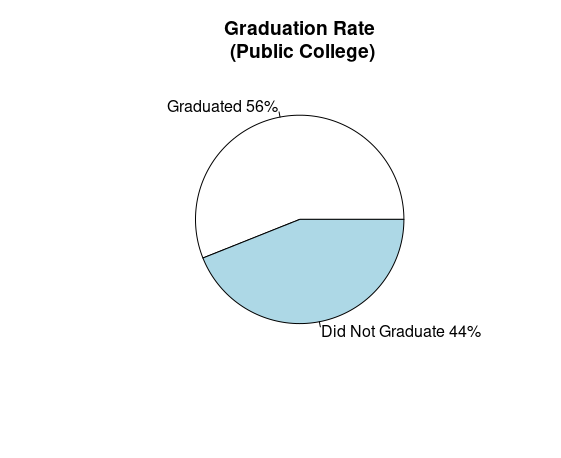 Graduation Rate
(Public College)
Graduated 56%
Did Not Graduate 44%